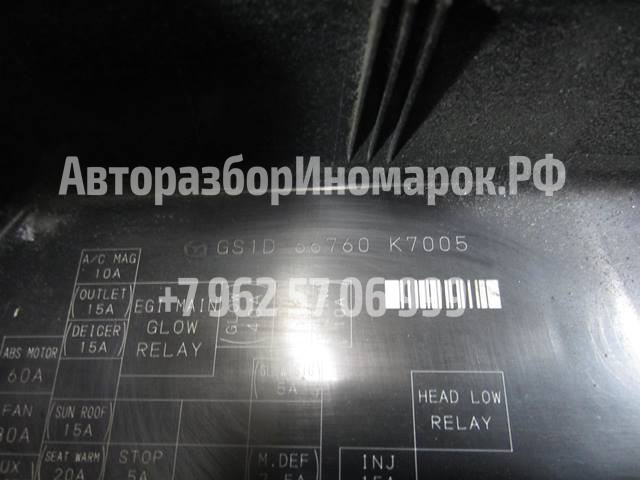 АвторазборИномарок.РФ
GS1D 66760 K7005
+7 962 57 06 999
A/C MAG
10A
(OUTLET)
15A
(DEICER)
15A
EGI MAIN
GLOW
RELAY
ABS MOTOR
60A
FAN
30A
SUN ROOF
15A
SEAT WARM
20A
STOP
5A
5A
HEAD LOW
RELAY
M.DEF
INJ